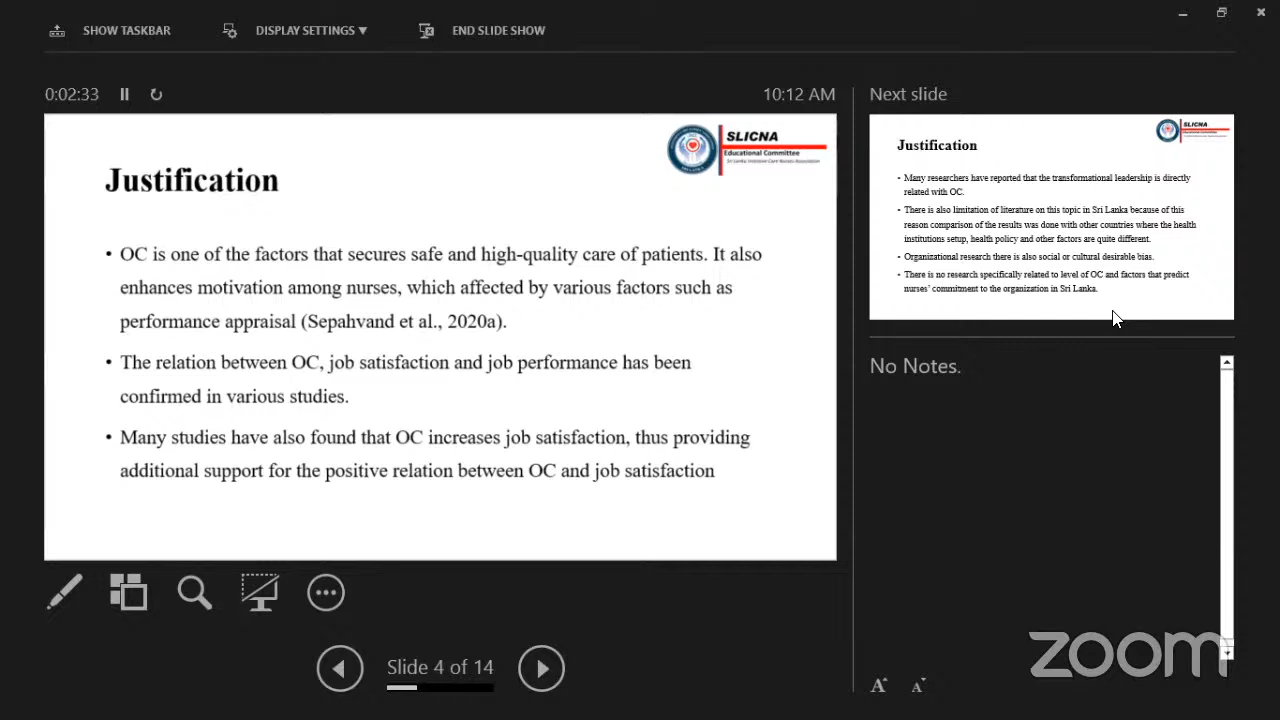 SHOW TASKBAR
DISPLAY SETTINGS ▼
END SLIDE SHOW
0:02:33
10:12 AM
SLICNA
Educational Committee
Sri Lanka Intensive Care Nurses Association
Justification
• OC is one of the factors that secures safe and high-quality care of patients. It also
enhances motivation among nurses, which affected by various factors such as
performance appraisal (Sepahvand et al., 2020a).
• The relation between OC, job satisfaction and job performance has been
confirmed in various studies.
• Many studies have also found that OC increases job satisfaction, thus providing
additional support for the positive relation between OC and job satisfaction
Slide 4 of 14
Next slide
SLICNA
Educational Committee
Justification
• Many researchers have reported that the transformational leadership is directly
related with OC.
• There is also limitation of literature on this topic in Sri Lanka because of this
reason comparison of the results was done with other countries where the health
institutions setup, health policy and other factors are quite different.
• Organizational research there is also social or cultural desirable bias.
• There is no research specifically related to level of OC and factors that predict
nurses' commitment to the organization in Sri Lanka.
No Notes.
A A
zoom